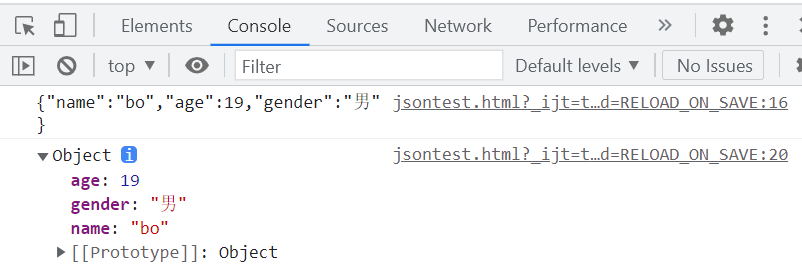 Elements Console Sources Network Performance »
top ▼ Filter Default levels ▼ No Issues
{"name":"bo","age":19,"gender":"男" jsontest.html?_ijt=t…d=RELOAD_ON_SAVE:16
}
▼Object i jsontest.html?_ijt=t…d=RELOAD_ON_SAVE:20
age: 19
gender: "男"
name: "bo"
▶[[Prototype]]: Object